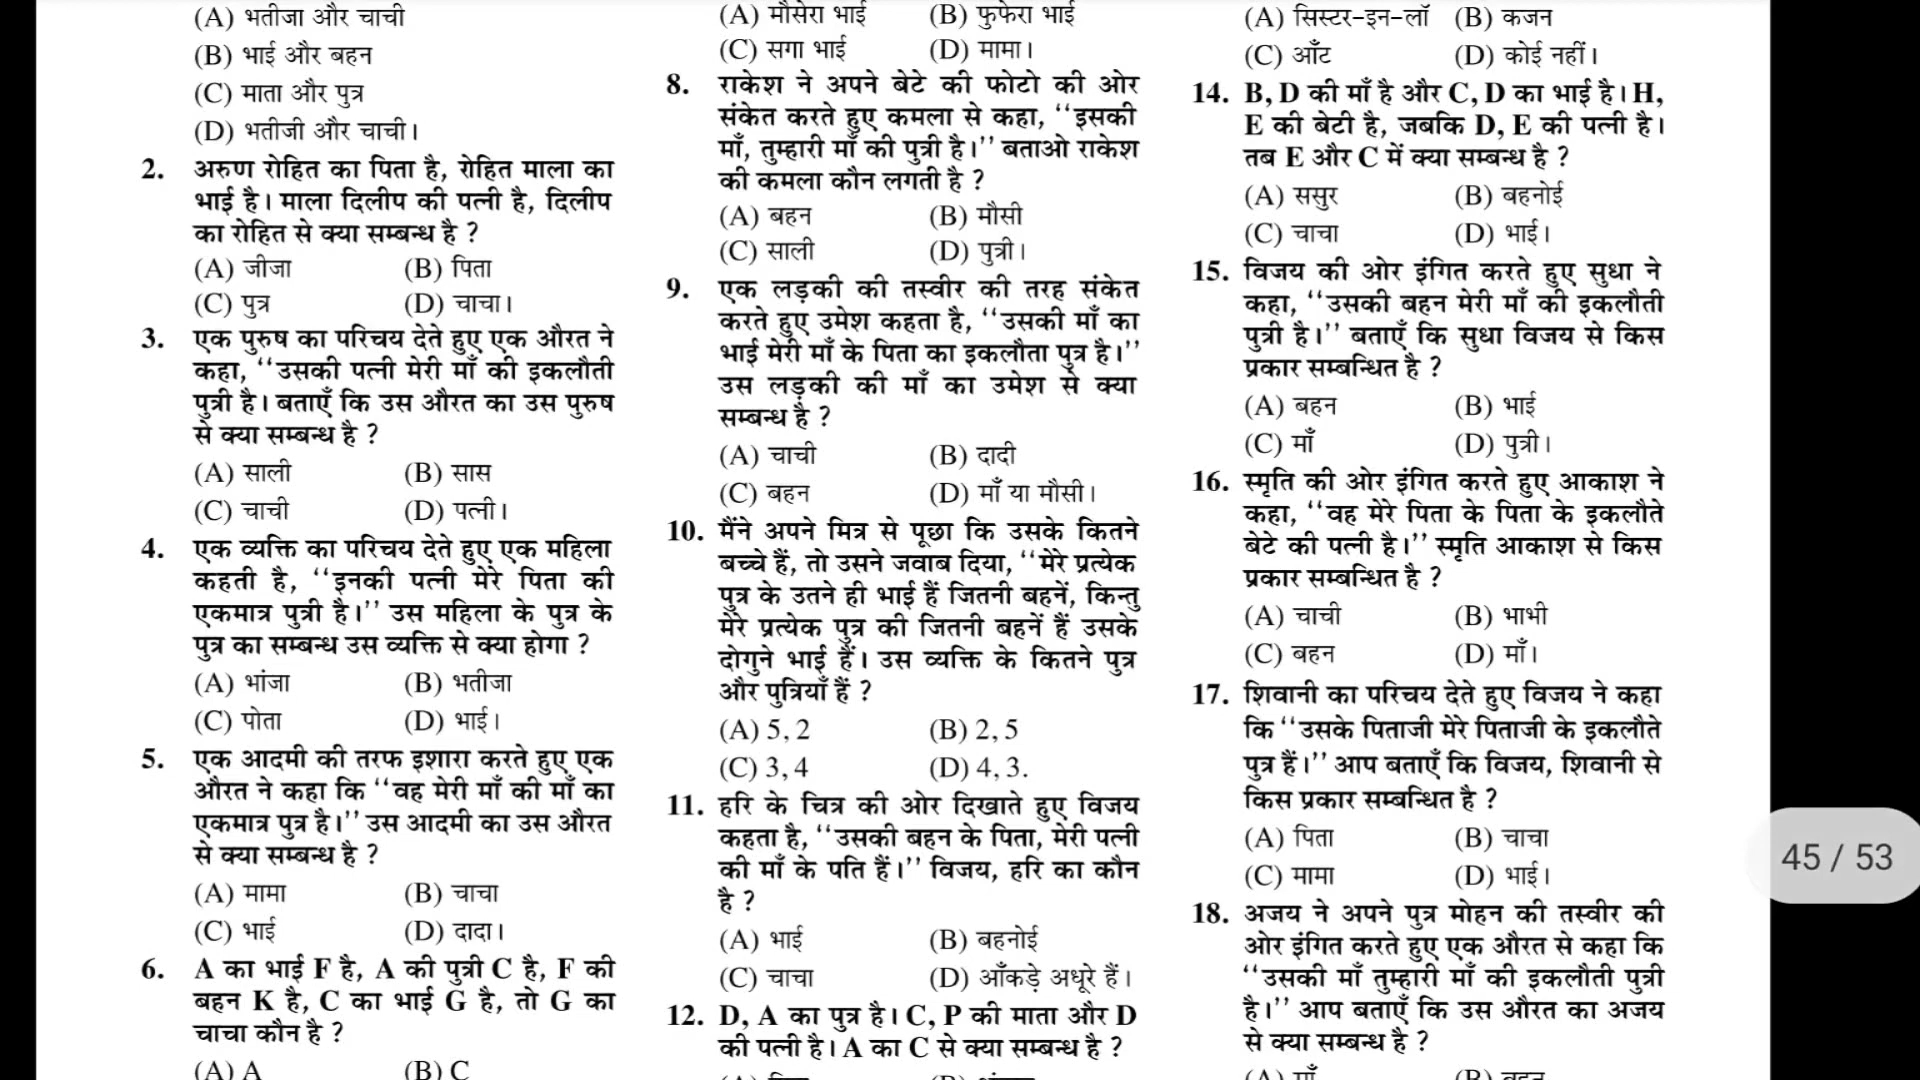 (A) भतीजा और चाची
(B) भाई और बहन
(C) माता और पुत्र
(D) भतीजी और चाची।
2. अरुण रोहित का पिता है, रोहित माला का
भाई है। माला दिलीप की पत्नी है, दिलीप
का रोहित से क्या सम्बन्ध है ?
(A) जीजा (B) पिता
(C) पुत्र (D) चाचा।
3. एक पुरुष का परिचय देते हुए एक औरत ने
कहा, ‘‘उसकी पत्नी मेरी माँ की इकलौती
पुत्री है। बताएँ कि उस औरत का उस पुरुष
से क्या सम्बन्ध है ?
(A) साली (B) सास
(C) चाची (D) पत्नी।
4. एक व्यक्ति का परिचय देते हुए एक महिला
कहती है, ‘‘इनकी पत्नी मेरे पिता की
एकमात्र पुत्री है।’’ उस महिला के पुत्र के
पुत्र का सम्बन्ध उस व्यक्ति से क्या होगा ?
(A) भांजा (B) भतीजा
(C) पोता (D) भाई।
5. एक आदमी की तरफ इशारा करते हुए एक
औरत ने कहा कि ‘‘वह मेरी माँ की माँ का
एकमात्र पुत्र है।’’ उस आदमी का उस औरत
से क्या सम्बन्ध है ?
(A) मामा (B) चाचा
(C) भाई (D) दादा।
6. A का भाई F है, A की पुत्री C है, F की
बहन K है, C का भाई G है, तो G का
चाचा कौन है ?
(A) A (B) C
(A) मौसेरा भाई (B) फुफेरा भाई
(C) सगा भाई (D) मामा।
8. राकेश ने अपने बेटे की फोटो की ओर
संकेत करते हुए कमला से कहा, ‘‘इसकी
माँ, तुम्हारी माँ की पुत्री है।’’ बताओ राकेश
की कमला कौन लगती है ?
(A) बहन (B) मौसी
(C) साली (D) पुत्री।
9. एक लड़की की तस्वीर की तरह संकेत
करते हुए उमेश कहता है, ‘‘उसकी माँ का
भाई मेरी माँ के पिता का इकलौता पुत्र है।’’
उस लड़की की माँ का उमेश से क्या
सम्बन्ध है ?
(A) चाची (B) दादी
(C) बहन (D) माँ या मौसी।
10. मैंने अपने मित्र से पूछा कि उसके कितने
बच्चे हैं, तो उसने जवाब दिया, ‘‘मेरे प्रत्येक
पुत्र के उतने ही भाई हैं जितनी बहनें, किन्तु
मेरे प्रत्येक पुत्र की जितनी बहनें हैं उसके
दोगुने भाई हैं। उस व्यक्ति के कितने पुत्र
और पुत्रियाँ हैं ?
(A) 5, 2 (B) 2, 5
(C) 3, 4 (D) 4, 3.
11. हरि के चित्र की ओर दिखाते हुए विजय
कहता है, ‘‘उसकी बहन के पिता, मेरी पत्नी
की माँ के पति हैं।’’ विजय, हरि का कौन
है ?
(A) भाई (B) बहनोई
(C) चाचा (D) आँकड़े अधूरे हैं।
12. D, A का पुत्र है। C, P की माता और D
की पत्नी है। A का C से क्या सम्बन्ध है ?
(A) सिस्टर-इन-लॉ (B) कजन
(C) आँट (D) कोई नहीं।
14. B, D की माँ है और C, D का भाई है। H,
E की बेटी है, जबकि D, E की पत्नी है।
तब E और C में क्या सम्बन्ध है ?
(A) ससुर (B) बहनोई
(C) चाचा (D) भाई।
15. विजय की ओर इंगित करते हुए सुधा ने
कहा, ‘‘उसकी बहन मेरी माँ की इकलौती
पुत्री है।’’ बताएँ कि सुधा विजय से किस
प्रकार सम्बन्धित है ?
(A) बहन (B) भाई
(C) माँ (D) पुत्री।
16. स्मृति की ओर इंगित करते हुए आकाश ने
कहा, ‘‘वह मेरे पिता के पिता के इकलौते
बेटे की पत्नी है।’’ स्मृति आकाश से किस
प्रकार सम्बन्धित है ?
(A) चाची (B) भाभी
(C) बहन (D) माँ।
17. शिवानी का परिचय देते हुए विजय ने कहा
कि ‘‘उसके पिताजी मेरे पिताजी के इकलौते
पुत्र हैं।’’ आप बताएँ कि विजय, शिवानी से
किस प्रकार सम्बन्धित है ?
(A) पिता (B) चाचा
(C) मामा (D) भाई।
18. अजय ने अपने पुत्र मोहन की तस्वीर की
ओर इंगित करते हुए एक औरत से कहा कि
‘‘उसकी माँ तुम्हारी माँ की इकलौती पुत्री
है।’’ आप बताएँ कि उस औरत का अजय
से क्या सम्बन्ध है ?
(A) माँ (B) बहन
45 / 53